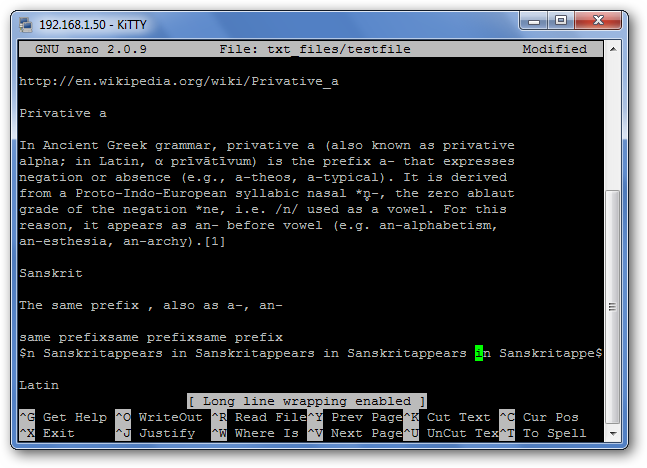 192.168.1.50 - KiTTY
GNU nano 2.0.9 File: txt_files/testfile Modified
http://en.wikipedia.org/wiki/Privative_a
Privative a
In Ancient Greek grammar, privative a (also known as privative
alpha; in Latin, α prīvātīvum) is the prefix a- that expresses
negation or absence (e.g., a-theos, a-typical). It is derived
from a Proto-Indo-European syllabic nasal *n̥-, the zero ablaut
grade of the negation *ne, i.e. /n/ used as a vowel. For this
reason, it appears as an- before vowel (e.g. an-alphabetism,
an-esthesia, an-archy).[1]
Sanskrit
The same prefix , also as a-, an-
same prefixsame prefixsame prefix
$n Sanskritappears in Sanskritappears in Sanskritappears in Sanskritappe$
Latin
[ Long line wrapping enabled ]
^G Get Help ^O WriteOut ^R Read File ^Y Prev Page ^K Cut Text ^C Cur Pos
^X Exit ^J Justify ^W Where Is ^V Next Page ^U UnCut Tex ^T To Spell